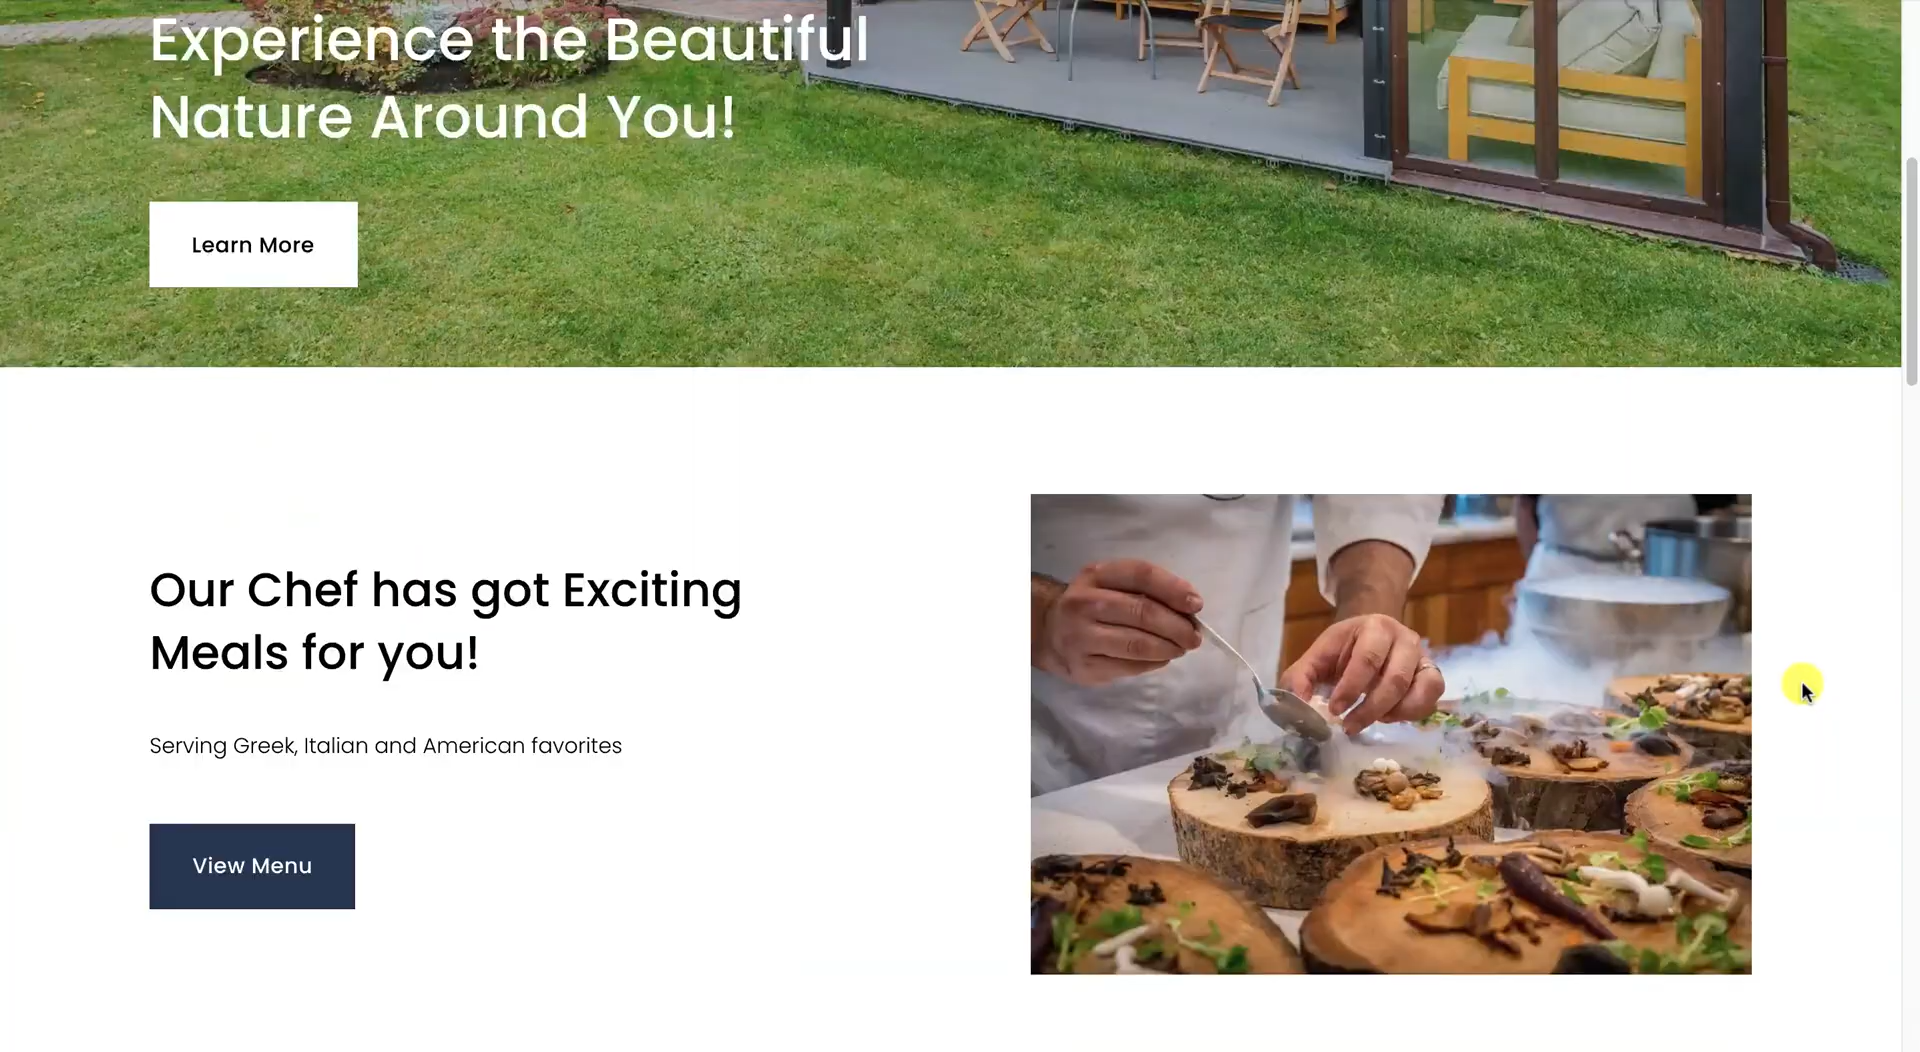 Experience the Beautiful
Nature Around You!
Learn More
Our Chef has got Exciting
Meals for you!
Serving Greek, Italian and American favorites
View Menu